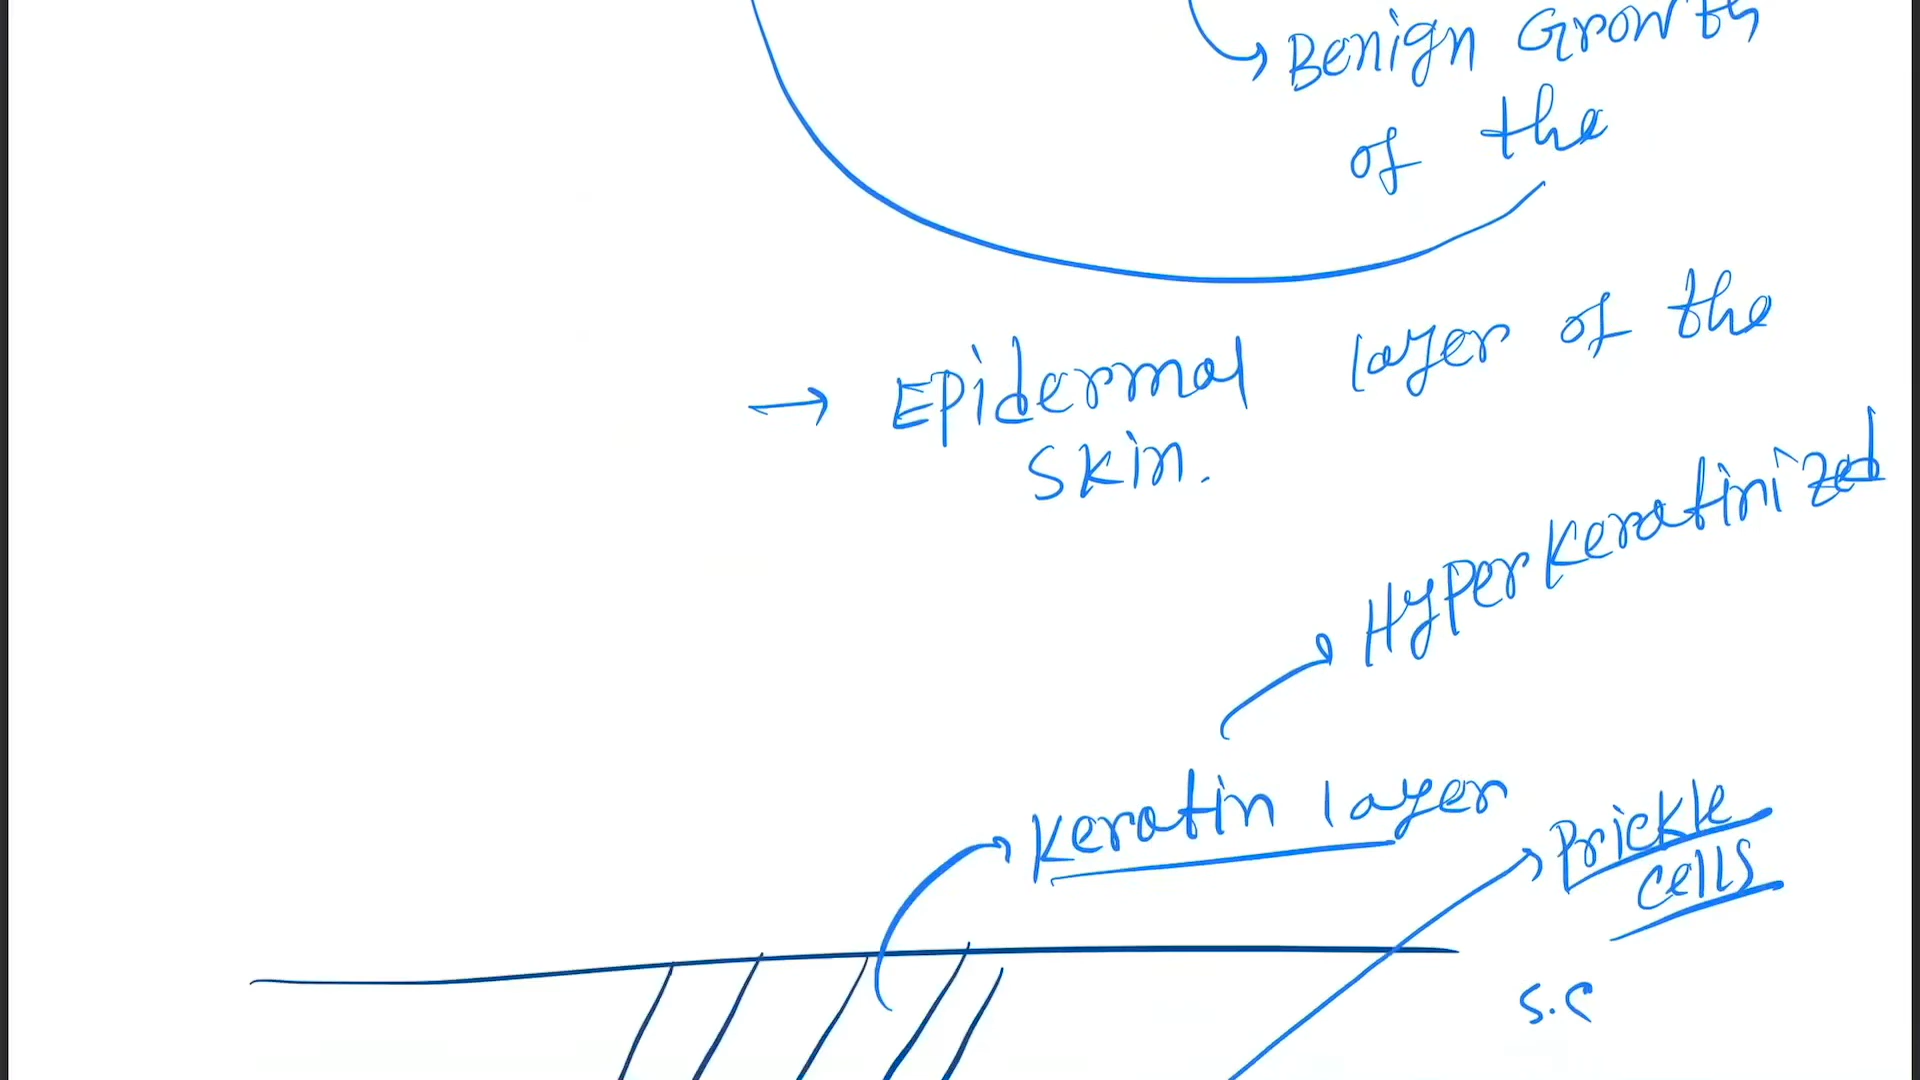 Benign Growth
of the
→ Epidermal layer of the
skin.
Hyperkeratinized
Keratin layer
Prickle
cells
S.C